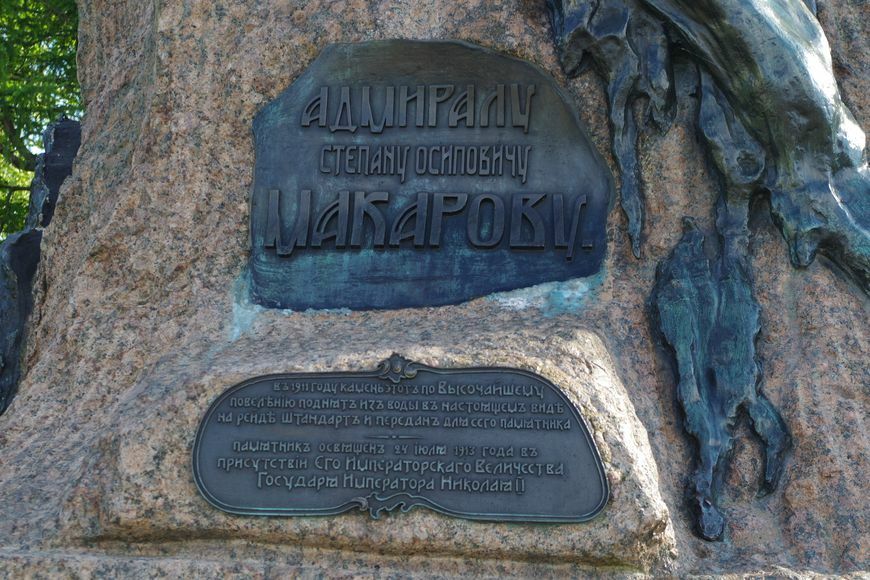 АДМИРАЛУ
СТЕПАНУ ОСИПОВИЧУ
МАКАРОВУ.
въ 1911 году каменьэтотъ по Высочайшему
повелѣнію поднятъ изъ воды въ настоящемъ видѣ
на рейдѣ штандартъ и переданъ для сего памятника
памятникъ освященъ 24 іюля 1913 года въ
присутствіи Его Императорскаго Величества
Государя Императора Николая II